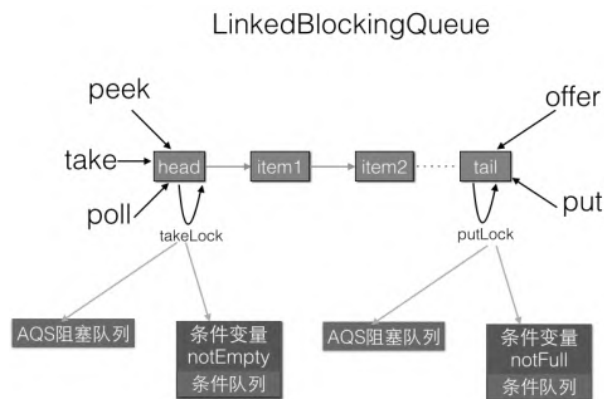 LinkedBlockingQueue
peek
offer
take
head
item1
item2
tail
poll
put
takeLock
putLock
AQS阻塞队列
条件变量
notEmpty
条件队列
AQS阻塞队列
条件变量
notFull
条件队列